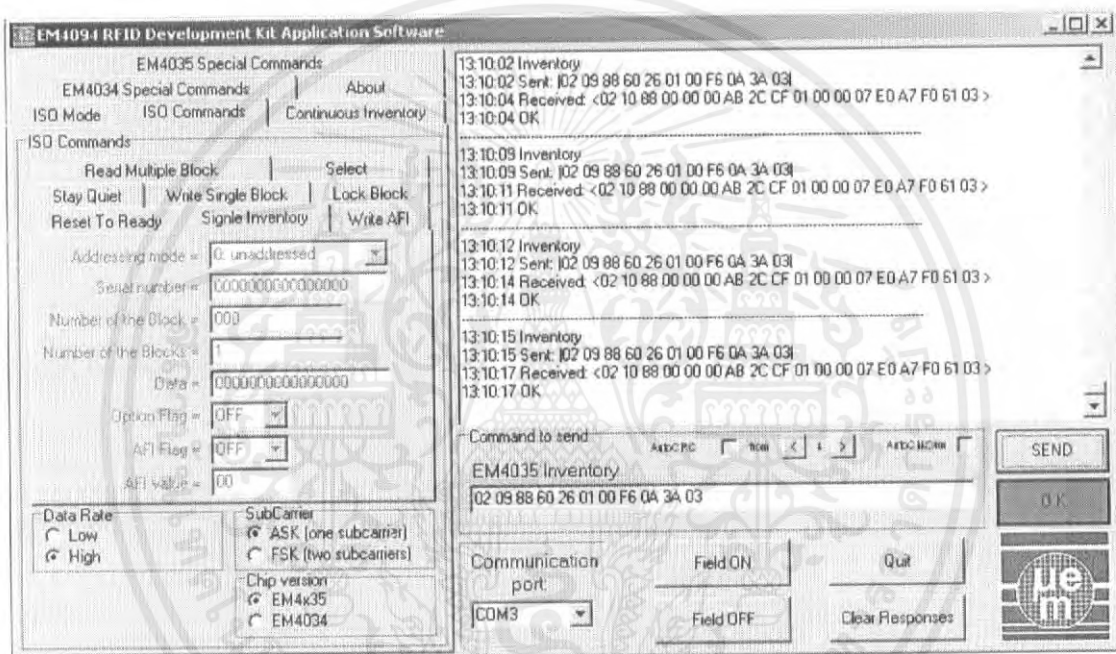 EM4094 RFID Development Kit Application Software
EM4035 Special Commands
EM4034 Special Commands About
ISO Mode ISO Commands Continuous Inventory
ISO Commands
Read Multiple Block Select
Stay Quiet Write Single Block Lock Block
Reset To Ready Signle Inventory Write AFI
Addressing mode = 0: unaddressed
Serial number = 0000000000000000
Number of the Block = 000
Number of the Blocks = 1
Data = 0000000000000000
Option Flag = OFF
AFI Flag = OFF
AFI value = 00
Data Rate
Low
High
SubCarrier
ASK (one subcarrier)
FSK (two subcarriers)
Chip version
EM4x35
EM4034
13:10:02 Inventory
13:10:02 Sent: |02 09 88 60 26 01 00 F6 0A 3A 03|
13:10:04 Received: <02 10 88 00 00 00 AB 2C CF 01 00 00 07 E0 A7 F0 61 03 >
13:10:04 OK
13:10:09 Inventory
13:10:09 Sent: |02 09 88 60 26 01 00 F6 0A 3A 03|
13:10:11 Received: <02 10 88 00 00 00 AB 2C CF 01 00 00 07 E0 A7 F0 61 03 >
13:10:11 OK
13:10:12 Inventory
13:10:12 Sent: |02 09 88 60 26 01 00 F6 0A 3A 03|
13:10:14 Received: <02 10 88 00 00 00 AB 2C CF 01 00 00 07 E0 A7 F0 61 03 >
13:10:14 OK
13:10:15 Inventory
13:10:15 Sent: |02 09 88 60 26 01 00 F6 0A 3A 03|
13:10:17 Received: <02 10 88 00 00 00 AB 2C CF 01 00 00 07 E0 A7 F0 61 03 >
13:10:17 OK
Command to send
EM4035 Inventory
02 09 88 60 26 01 00 F6 0A 3A 03
SEND
OK
Communication
port:
COM3
Field ON
Quit
Field OFF
Clear Responses